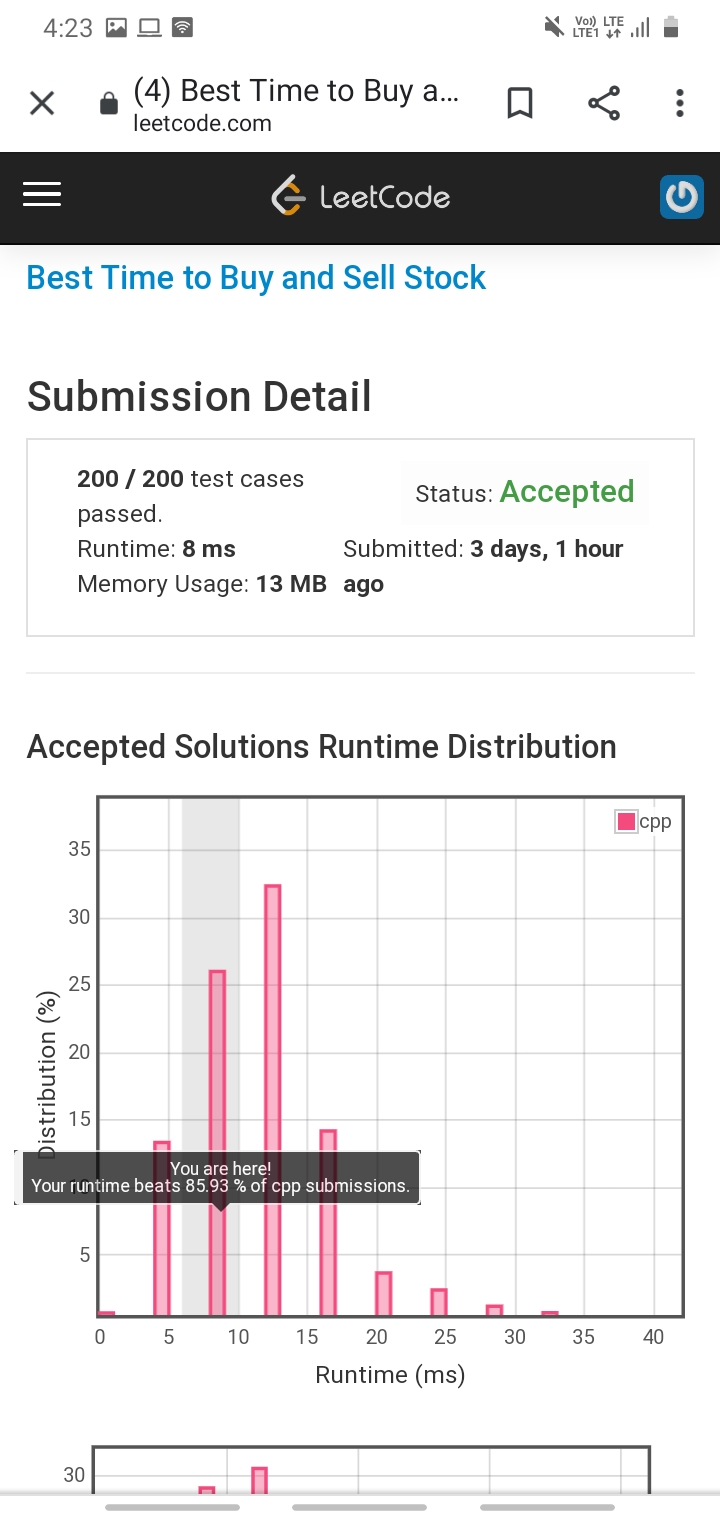 4:23
Vo)) LTE
LTE1
(4) Best Time to Buy a...
leetcode.com
LeetCode
Best Time to Buy and Sell Stock
Submission Detail
200 / 200 test cases
passed.
Status: Accepted
Runtime: 8 ms
Submitted: 3 days, 1 hour
ago
Memory Usage: 13 MB
Accepted Solutions Runtime Distribution
cpp
35
30
25
20
15
10
5
Distribution (%)
You are here!
Your runtime beats 85.93 % of cpp submissions.
0 5 10 15 20 25 30 35 40
Runtime (ms)
30